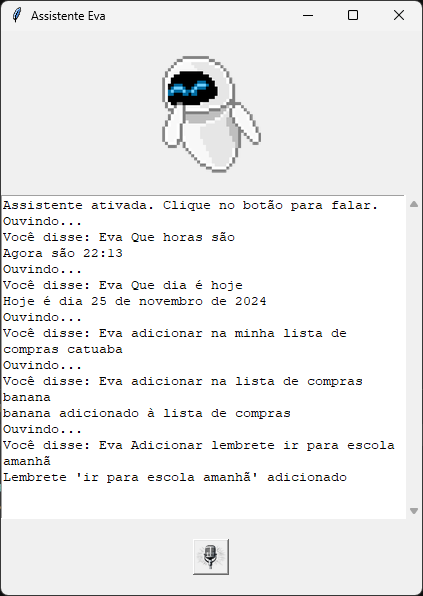 Assistente Eva
Assistente ativada. Clique no botão para falar.
Ouvindo...
Você disse: Eva Que horas são
Agora são 22:13
Ouvindo...
Você disse: Eva Que dia é hoje
Hoje é dia 25 de novembro de 2024
Ouvindo...
Você disse: Eva adicionar na minha lista de
compras catuaba
Ouvindo...
Você disse: Eva adicionar na lista de compras
banana
banana adicionado à lista de compras
Ouvindo...
Você disse: Eva Adicionar lembrete ir para escola
amanhã
Lembrete 'ir para escola amanhã' adicionado